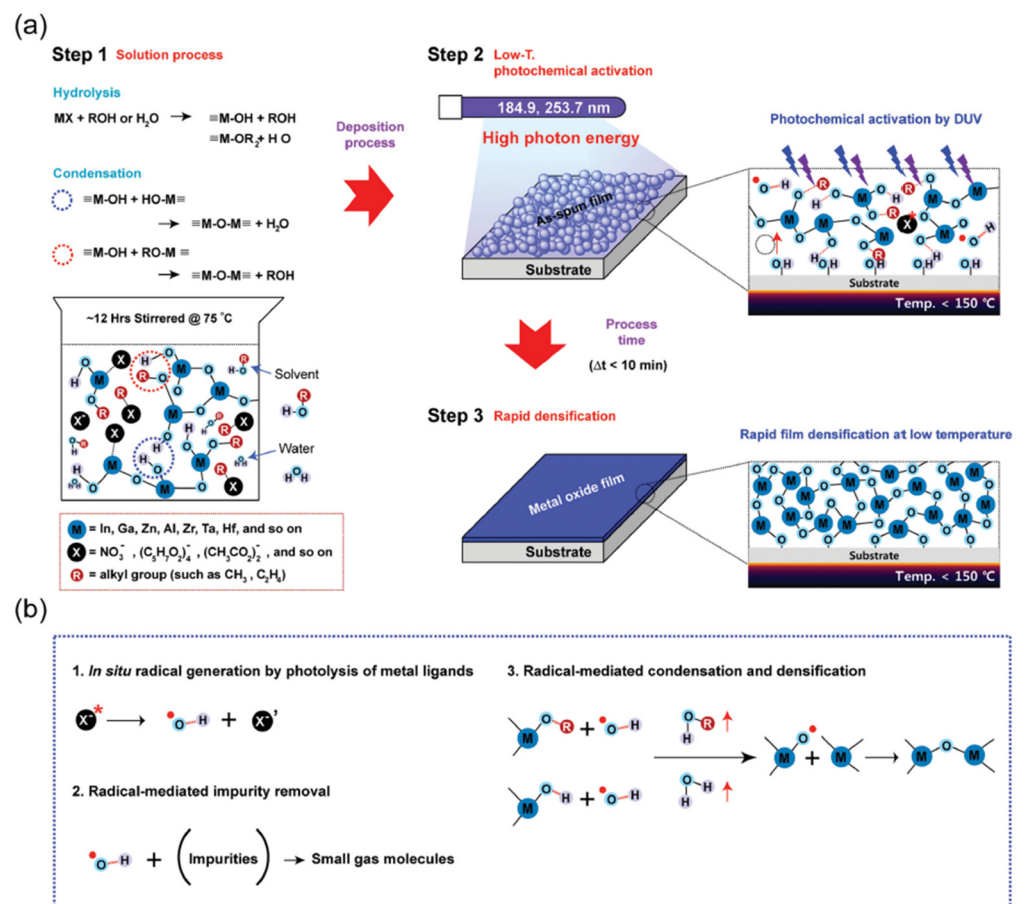 (a)
Step 1 Solution process
Hydrolysis
MX + ROH or H₂O → ≡M-OH + ROH
≡M-OR₂+ H O
Condensation
≡M-OH + HO-M≡
→ ≡M-O-M≡ + H₂O
≡M-OH + RO-M ≡
→ ≡M-O-M≡ + ROH
~12 Hrs Stirrered @ 75 °C
Solvent
Water
M = In, Ga, Zn, Al, Zr, Ta, Hf, and so on
X = NO₃⁻ , (C₅H₇O₂)₄⁻ , (CH₃CO₂)₂⁻ , and so on
R = alkyl group (such as CH₃ , C₂H₆)
Deposition
process
Step 2 Low-T.
photochemical activation
184.9, 253.7 nm
High photon energy
As-spun film
Substrate
Photochemical activation by DUV
Substrate
Temp. < 150 ℃
Process
time
(Δt < 10 min)
Step 3 Rapid densification
Metal oxide film
Substrate
Rapid film densification at low temperature
Substrate
Temp. < 150 ℃
(b)
1. In situ radical generation by photolysis of metal ligands
X⁻* → •O H + X⁻’
2. Radical-mediated impurity removal
•O H + (Impurities) → Small gas molecules
3. Radical-mediated condensation and densification
M O R + •O H
O R H ↑
M O H + •O H
O H H ↑
→ M O• + M → M O M